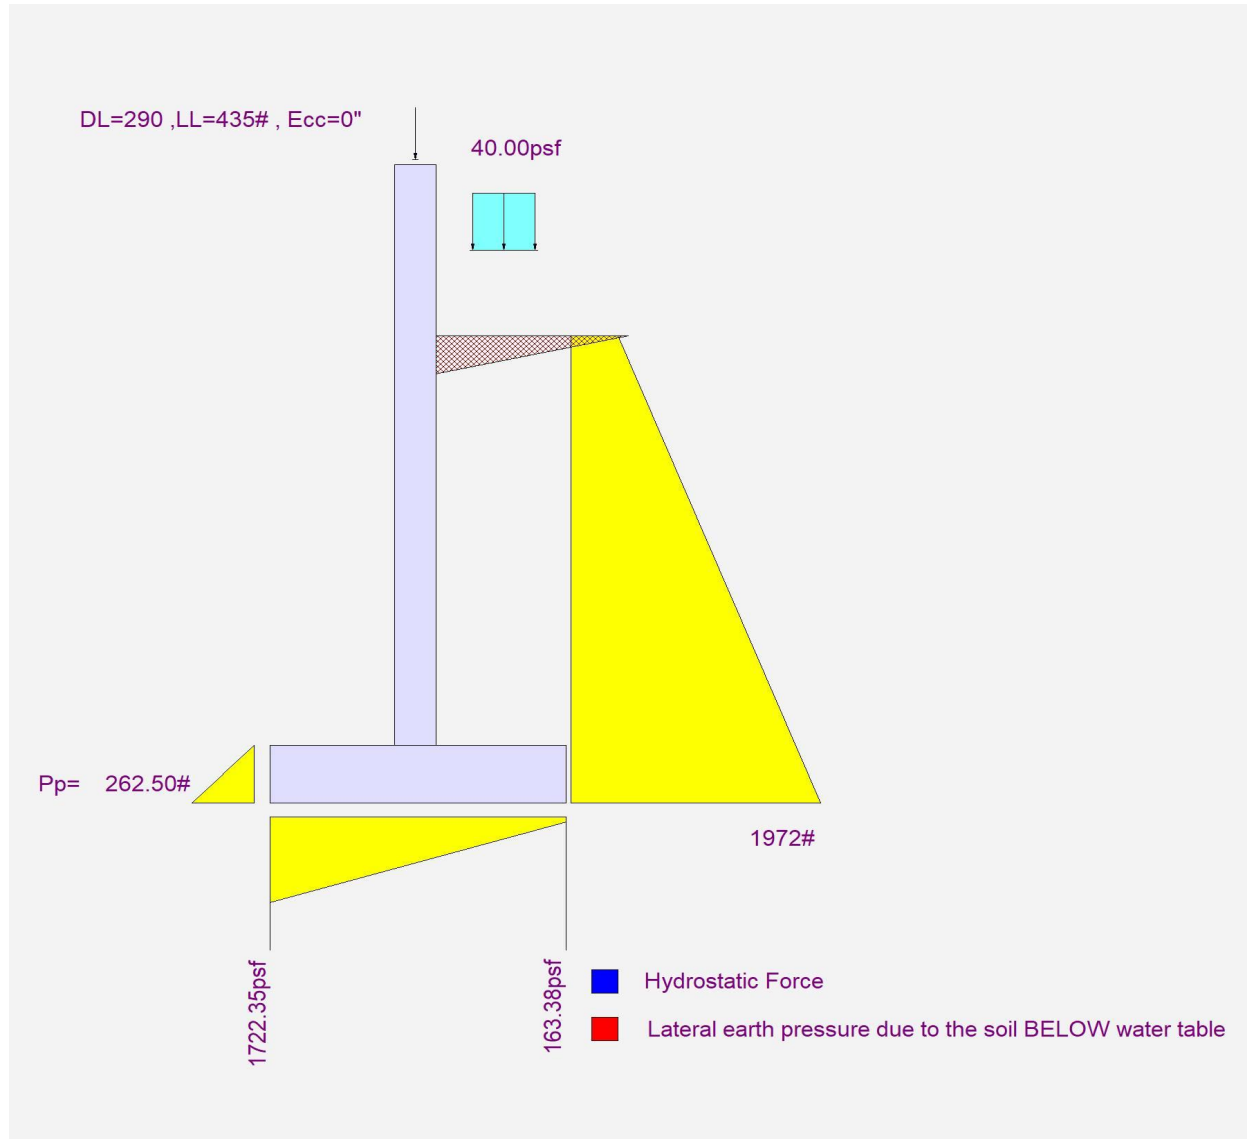 DL=290 ,LL=435# , Ecc=0"
40.00psf
Pp= 262.50#
1972#
1722.35psf
163.38psf
Hydrostatic Force
Lateral earth pressure due to the soil BELOW water table